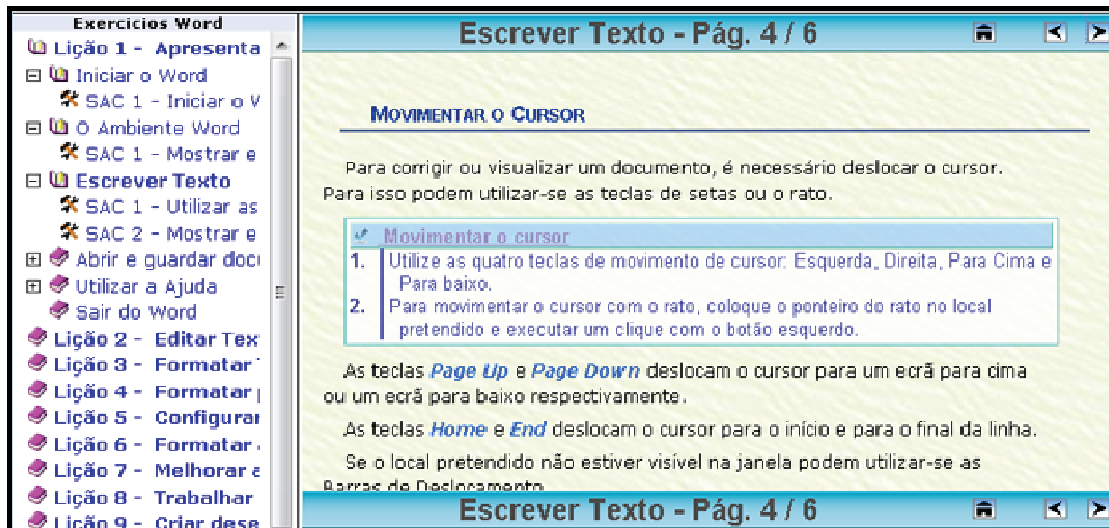 Exercicios Word
Lição 1 - Apresenta
Iniciar o Word
SAC 1 - Iniciar o W
O Ambiente Word
SAC 1 - Mostrar e
Escrever Texto
SAC 1 - Utilizar as
SAC 2 - Mostrar e
Abrir e guardar doc
Utilizar a Ajuda
Sair do Word
Lição 2 - Editar Tex
Lição 3 - Formatar
Lição 4 - Formatar
Lição 5 - Configurar
Lição 6 - Formatar
Lição 7 - Melhorar
Lição 8 - Trabalhar
Lição 9 - Criar dese
Escrever Texto - Pág. 4 / 6
MOVIMENTAR O CURSOR
Para corrigir ou visualizar um documento, é necessário deslocar o cursor.
Para isso podem utilizar-se as teclas de setas ou o rato.
Movimentar o cursor
1. Utilize as quatro teclas de movimento de cursor: Esquerda, Direita, Para Cima e
Para baixo.
2. Para movimentar o cursor com o rato, coloque o ponteiro do rato no local
pretendido e executar um clique com o botão esquerdo.
As teclas Page Up e Page Down deslocam o cursor para um ecrã para cima
ou um ecrã para baixo respectivamente.
As teclas Home e End deslocam o cursor para o início e para o final da linha.
Se o local pretendido não estiver visível na janela podem utilizar-se as
Barras de Deslocamento
Escrever Texto - Pág. 4 / 6